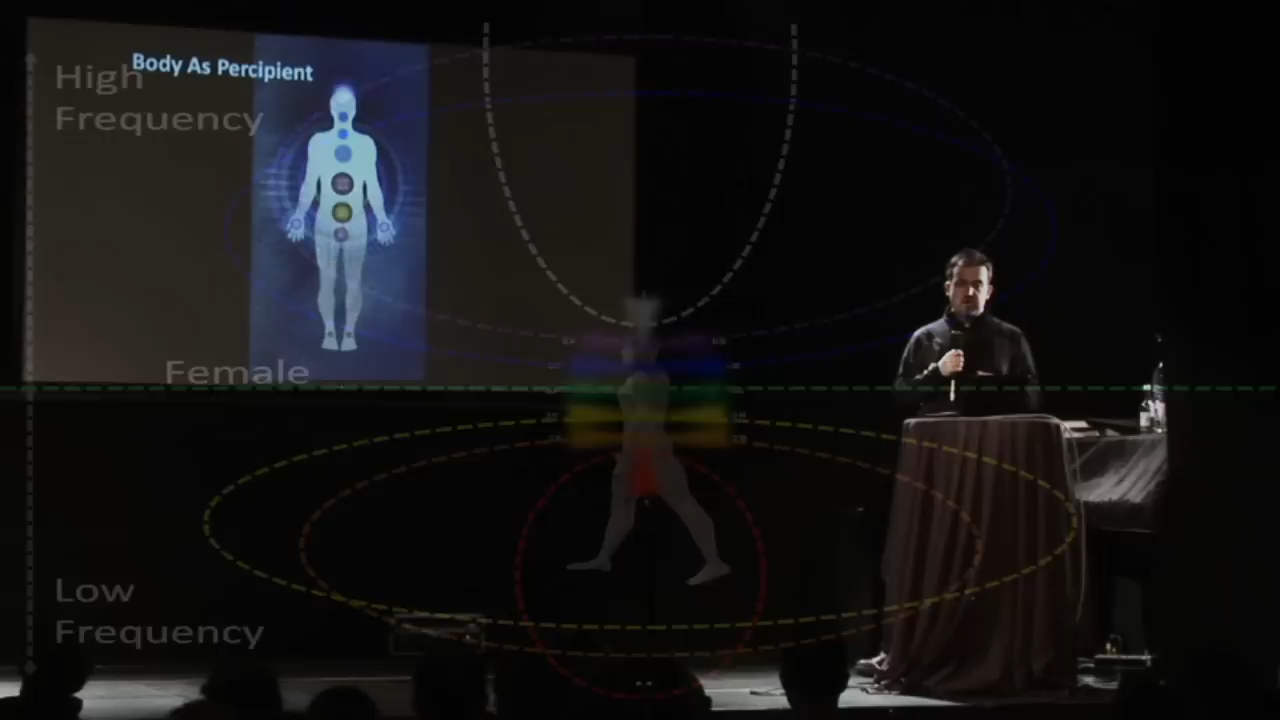 Body As Percipient
High
Frequency
Female
Low
Frequency